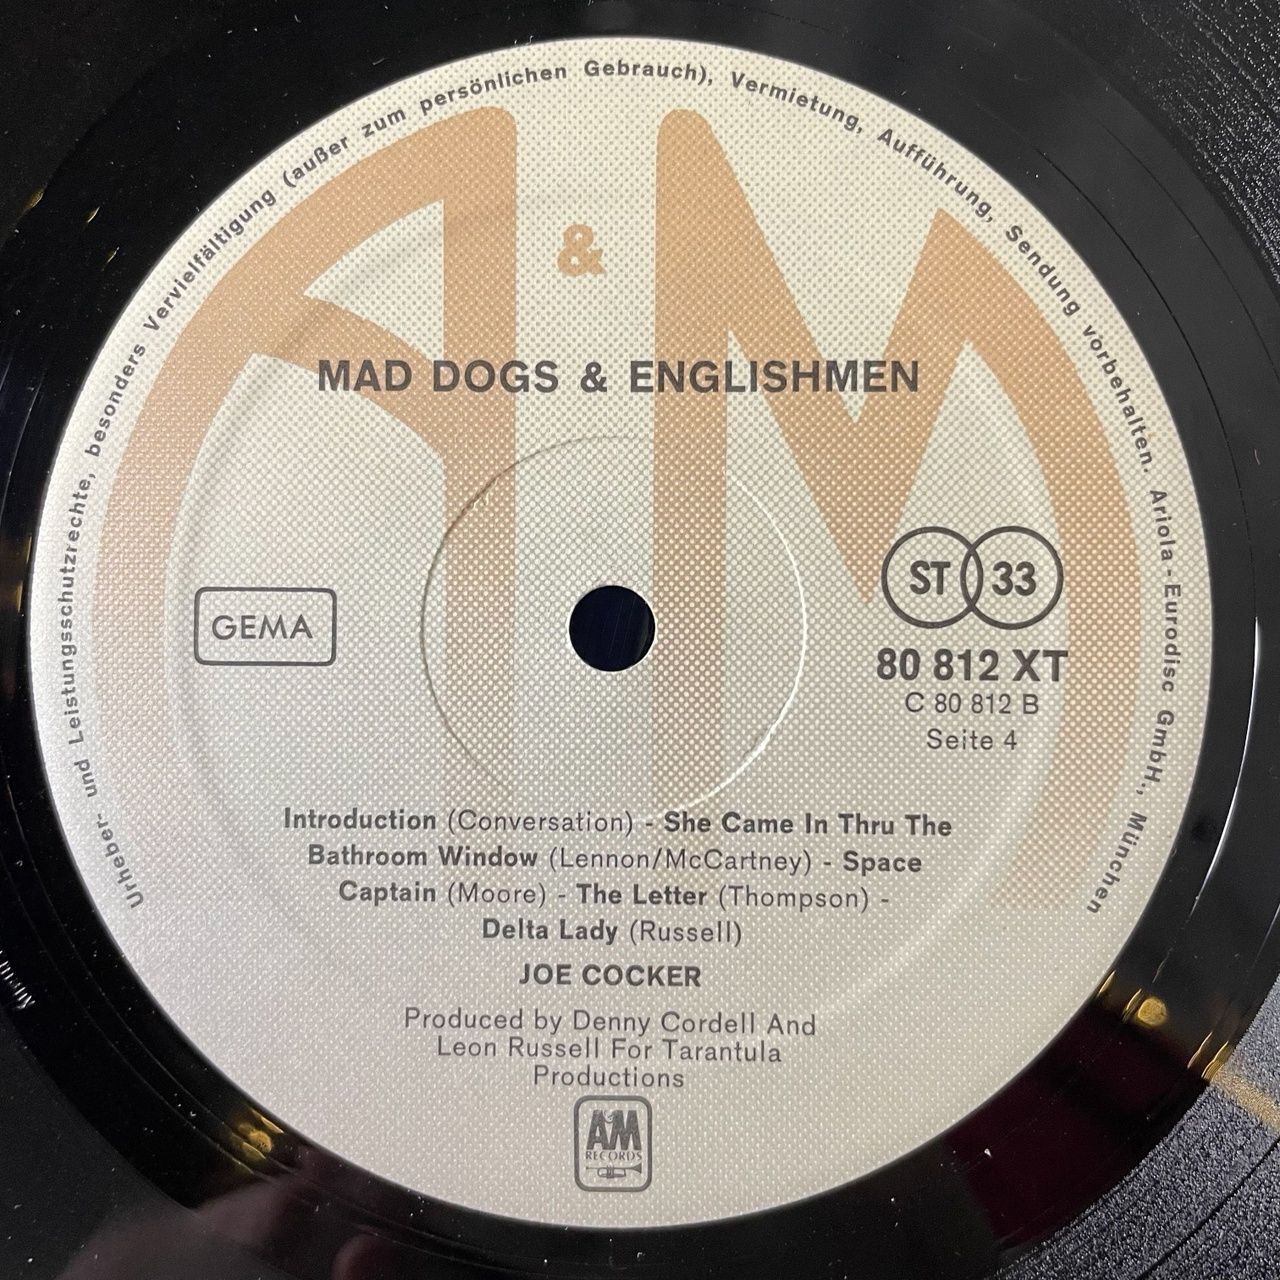 Urheber- und Leistungsschutzrechte, besonders Vervielfältigung (außer zum persönlichen Gebrauch), Vermietung, Aufführung, Sendung vorbehalten. Ariola-Eurodisc GmbH., München
A & M
MAD DOGS & ENGLISHMEN
GEMA
ST 33
80 812 XT
C 80 812 B
Seite 4
Introduction (Conversation) - She Came In Thru The
Bathroom Window (Lennon/McCartney) - Space
Captain (Moore) - The Letter (Thompson) -
Delta Lady (Russell)
JOE COCKER
Produced by Denny Cordell And
Leon Russell For Tarantula
Productions
AM
RECORDS